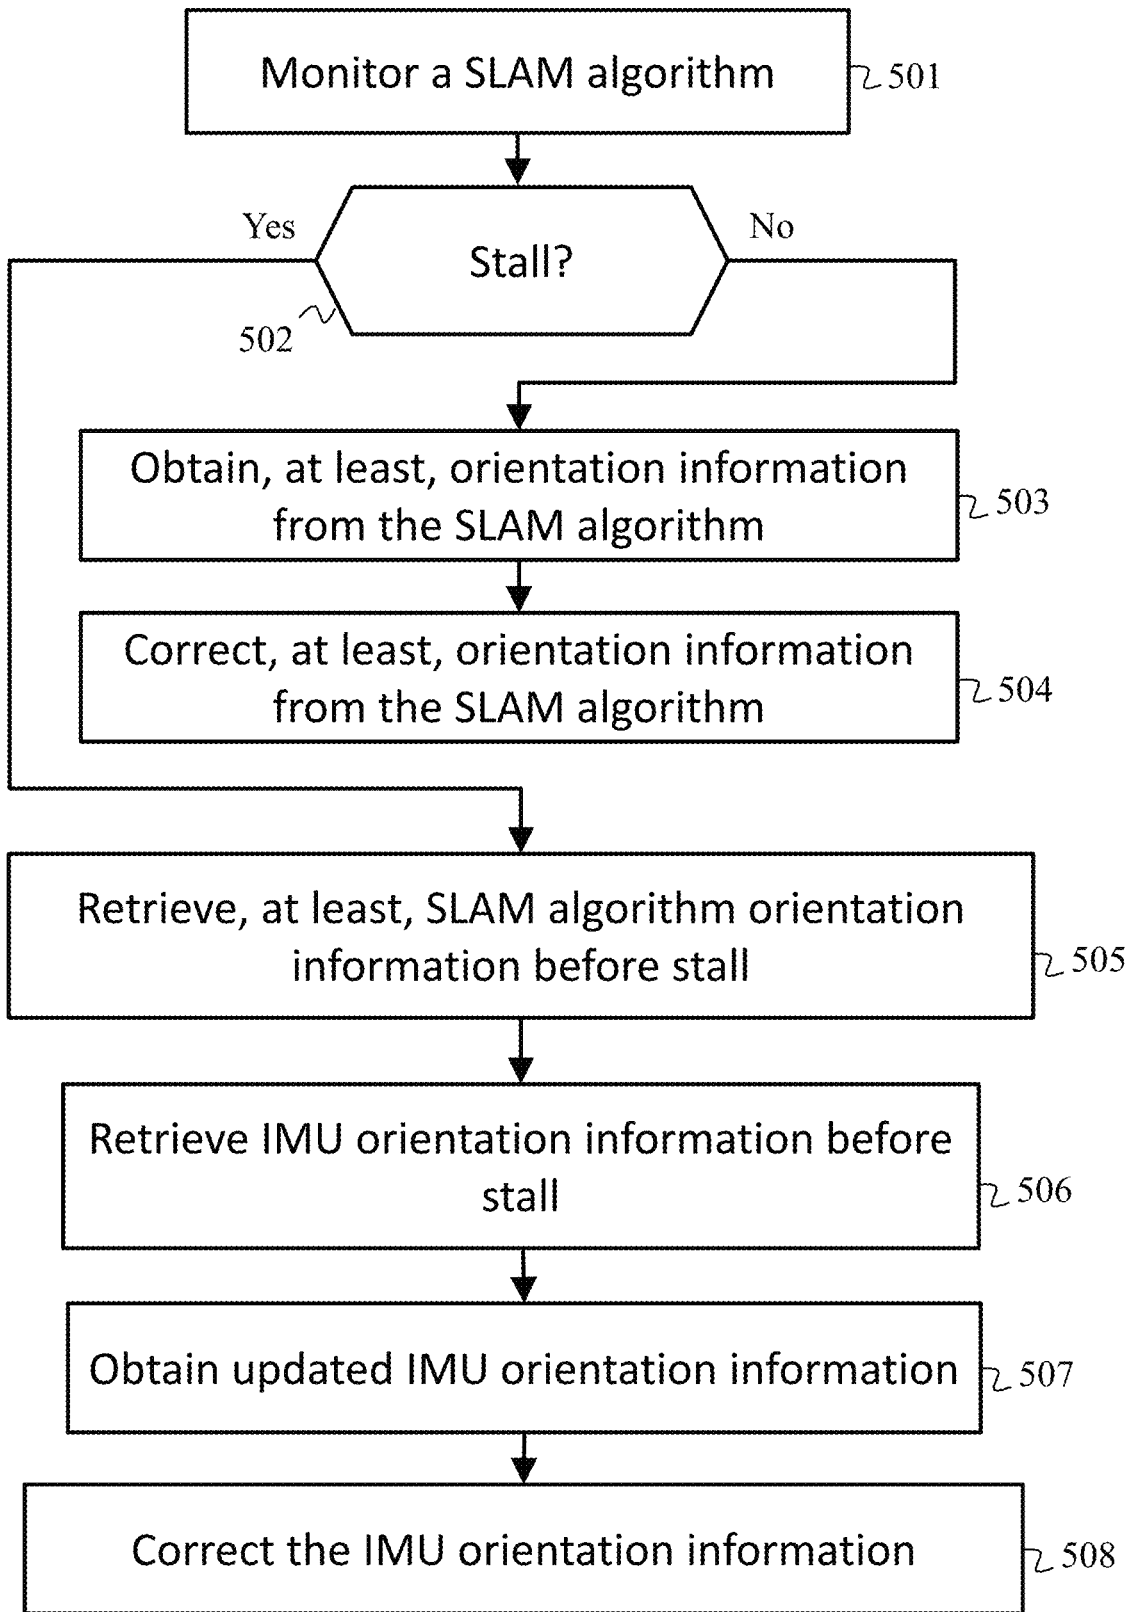 Monitor a SLAM algorithm
501
Yes
No
Stall?
502
Obtain, at least, orientation information
from the SLAM algorithm
503
Correct, at least, orientation information
from the SLAM algorithm
504
Retrieve, at least, SLAM algorithm orientation
information before stall
505
Retrieve IMU orientation information before
stall
506
Obtain updated IMU orientation information
507
Correct the IMU orientation information
508